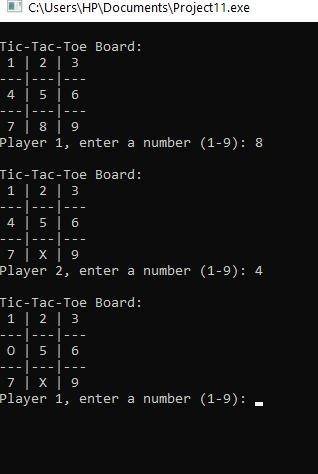 C:\Users\HP\Documents\Project11.exe
Tic-Tac-Toe Board:
1 | 2 | 3
---|---|---
4 | 5 | 6
---|---|---
7 | 8 | 9
Player 1, enter a number (1-9): 8
Tic-Tac-Toe Board:
1 | 2 | 3
---|---|---
4 | 5 | 6
---|---|---
7 | X | 9
Player 2, enter a number (1-9): 4
Tic-Tac-Toe Board:
1 | 2 | 3
---|---|---
O | 5 | 6
---|---|---
7 | X | 9
Player 1, enter a number (1-9):